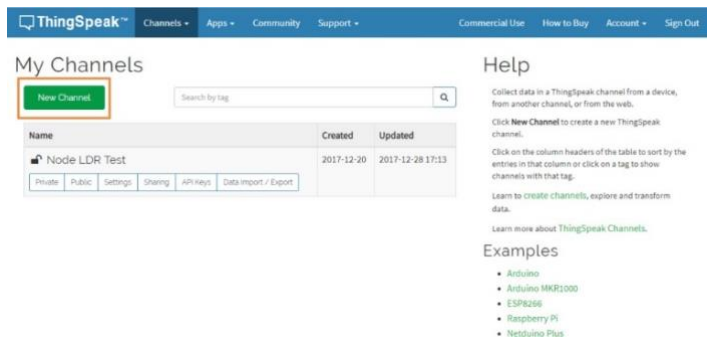 ThingSpeak™ Channels Apps Community Support Commercial Use How to Buy Account Sign Out
My Channels
New Channel
Search by tag
Name Created Updated
Node LDR Test 2017-12-20 2017-12-28 17:13
Private Public Settings Sharing API Keys Data Import / Export
Help
Collect data in a ThingSpeak channel from a device,
from another channel, or from the web.
Click New Channel to create a new ThingSpeak
channel.
Click on the column headers of the table to sort by the
entries in that column or click on a tag to show
channels with that tag.
Learn to create channels, explore and transform
data.
Learn more about ThingSpeak Channels.
Examples
Arduino
Arduino MKR1000
ESP8266
Raspberry Pi
Netduino Plus